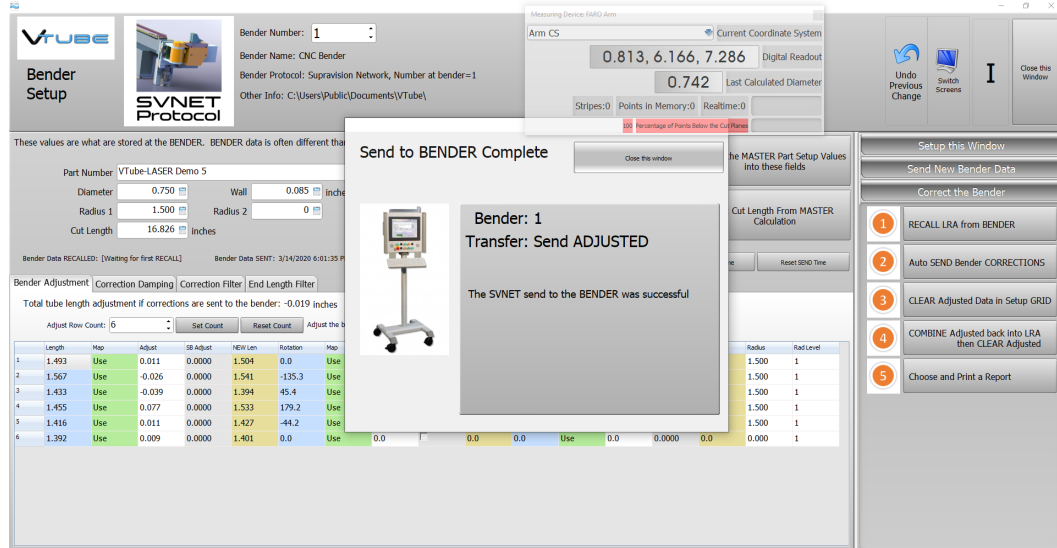 VTUBE
Bender
Setup
SVNET
Protocol
Bender Number: 1
Bender Name: CNC Bender
Bender Protocol: Supravision Network, Number at bender=1
Other Info: C:\Users\Public\Documents\VTube\
Measuring Device: FARO Arm
Arm CS
Current Coordinate System
0.813, 6.166, 7.286 Digital Readout
0.742 Last Calculated Diameter
Stripes:0 Points in Memory:0 Realtime:0
100 Percentage of Points Below the Cut Planes
Undo
Previous
Change
Switch
Screens
I
Close this
Window
These values are what are stored at the BENDER. BENDER data is often different than
Part Number VTube-LASER Demo 5
Diameter 0.750 Wall 0.085 inche
Radius 1 1.500 Radius 2 0
Cut Length 16.826 inches
Bender Data RECALLED: [Waiting for first RECALL] Bender Data SENT: 3/14/2020 6:01:35 P
he MASTER Part Setup Values
into these fields
Cut Length From MASTER
Calculation
me
Reset SEND Time
Bender Adjustment Correction Damping Correction Filter End Length Filter
Total tube length adjustment if corrections are sent to the bender: -0.019 inches
Adjust Row Count: 6 Set Count Reset Count Adjust the b
Length Map Adjust SB Adjust NEW Len Rotation Map Radius Rad Level
1 1.493 Use 0.011 0.0000 1.504 0.0 Use 1.500 1
2 1.567 Use -0.026 0.0000 1.541 -135.3 Use 1.500 1
3 1.433 Use -0.039 0.0000 1.394 45.4 Use 1.500 1
4 1.455 Use 0.077 0.0000 1.533 179.2 Use 1.500 1
5 1.416 Use 0.011 0.0000 1.427 -44.2 Use 1.500 1
6 1.392 Use 0.009 0.0000 1.401 0.0 Use 0.0 0.0 0.0 Use 0.0 0.0000 0.0 0.000 1
Send to BENDER Complete
Close this window
Bender: 1
Transfer: Send ADJUSTED
The SVNET send to the BENDER was successful
Setup this Window
Send New Bender Data
Correct the Bender
1 RECALL LRA from BENDER
2 Auto SEND Bender CORRECTIONS
3 CLEAR Adjusted Data in Setup GRID
4 COMBINE Adjusted back into LRA
then CLEAR Adjusted
5 Choose and Print a Report